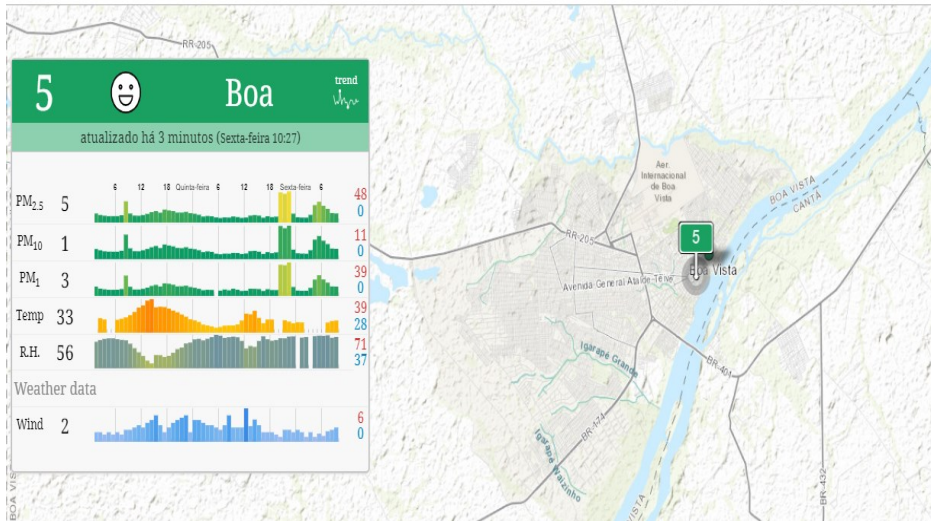 RR-205
5 Boa trend
atualizado há 3 minutos (Sexta-feira 10:27)
6 12 18 Quinta-feira 6 12 18 Sexta-feira 6
PM2.5 5 48 0
PM10 1 11 0
PM1 3 39 0
Temp 33 39 28
R.H. 56 71 37
Weather data
Wind 2 6 0
Aer.
Internacional
de Boa
Vista
BOA VISTA
CANTÁ
RR-205
5
Boa Vista
Avenida General Ataíde-Teive
Igarapé Grande
BR-401
BR-174
Igarapé Waizinho
BR-432
BOA VIS
VISTA